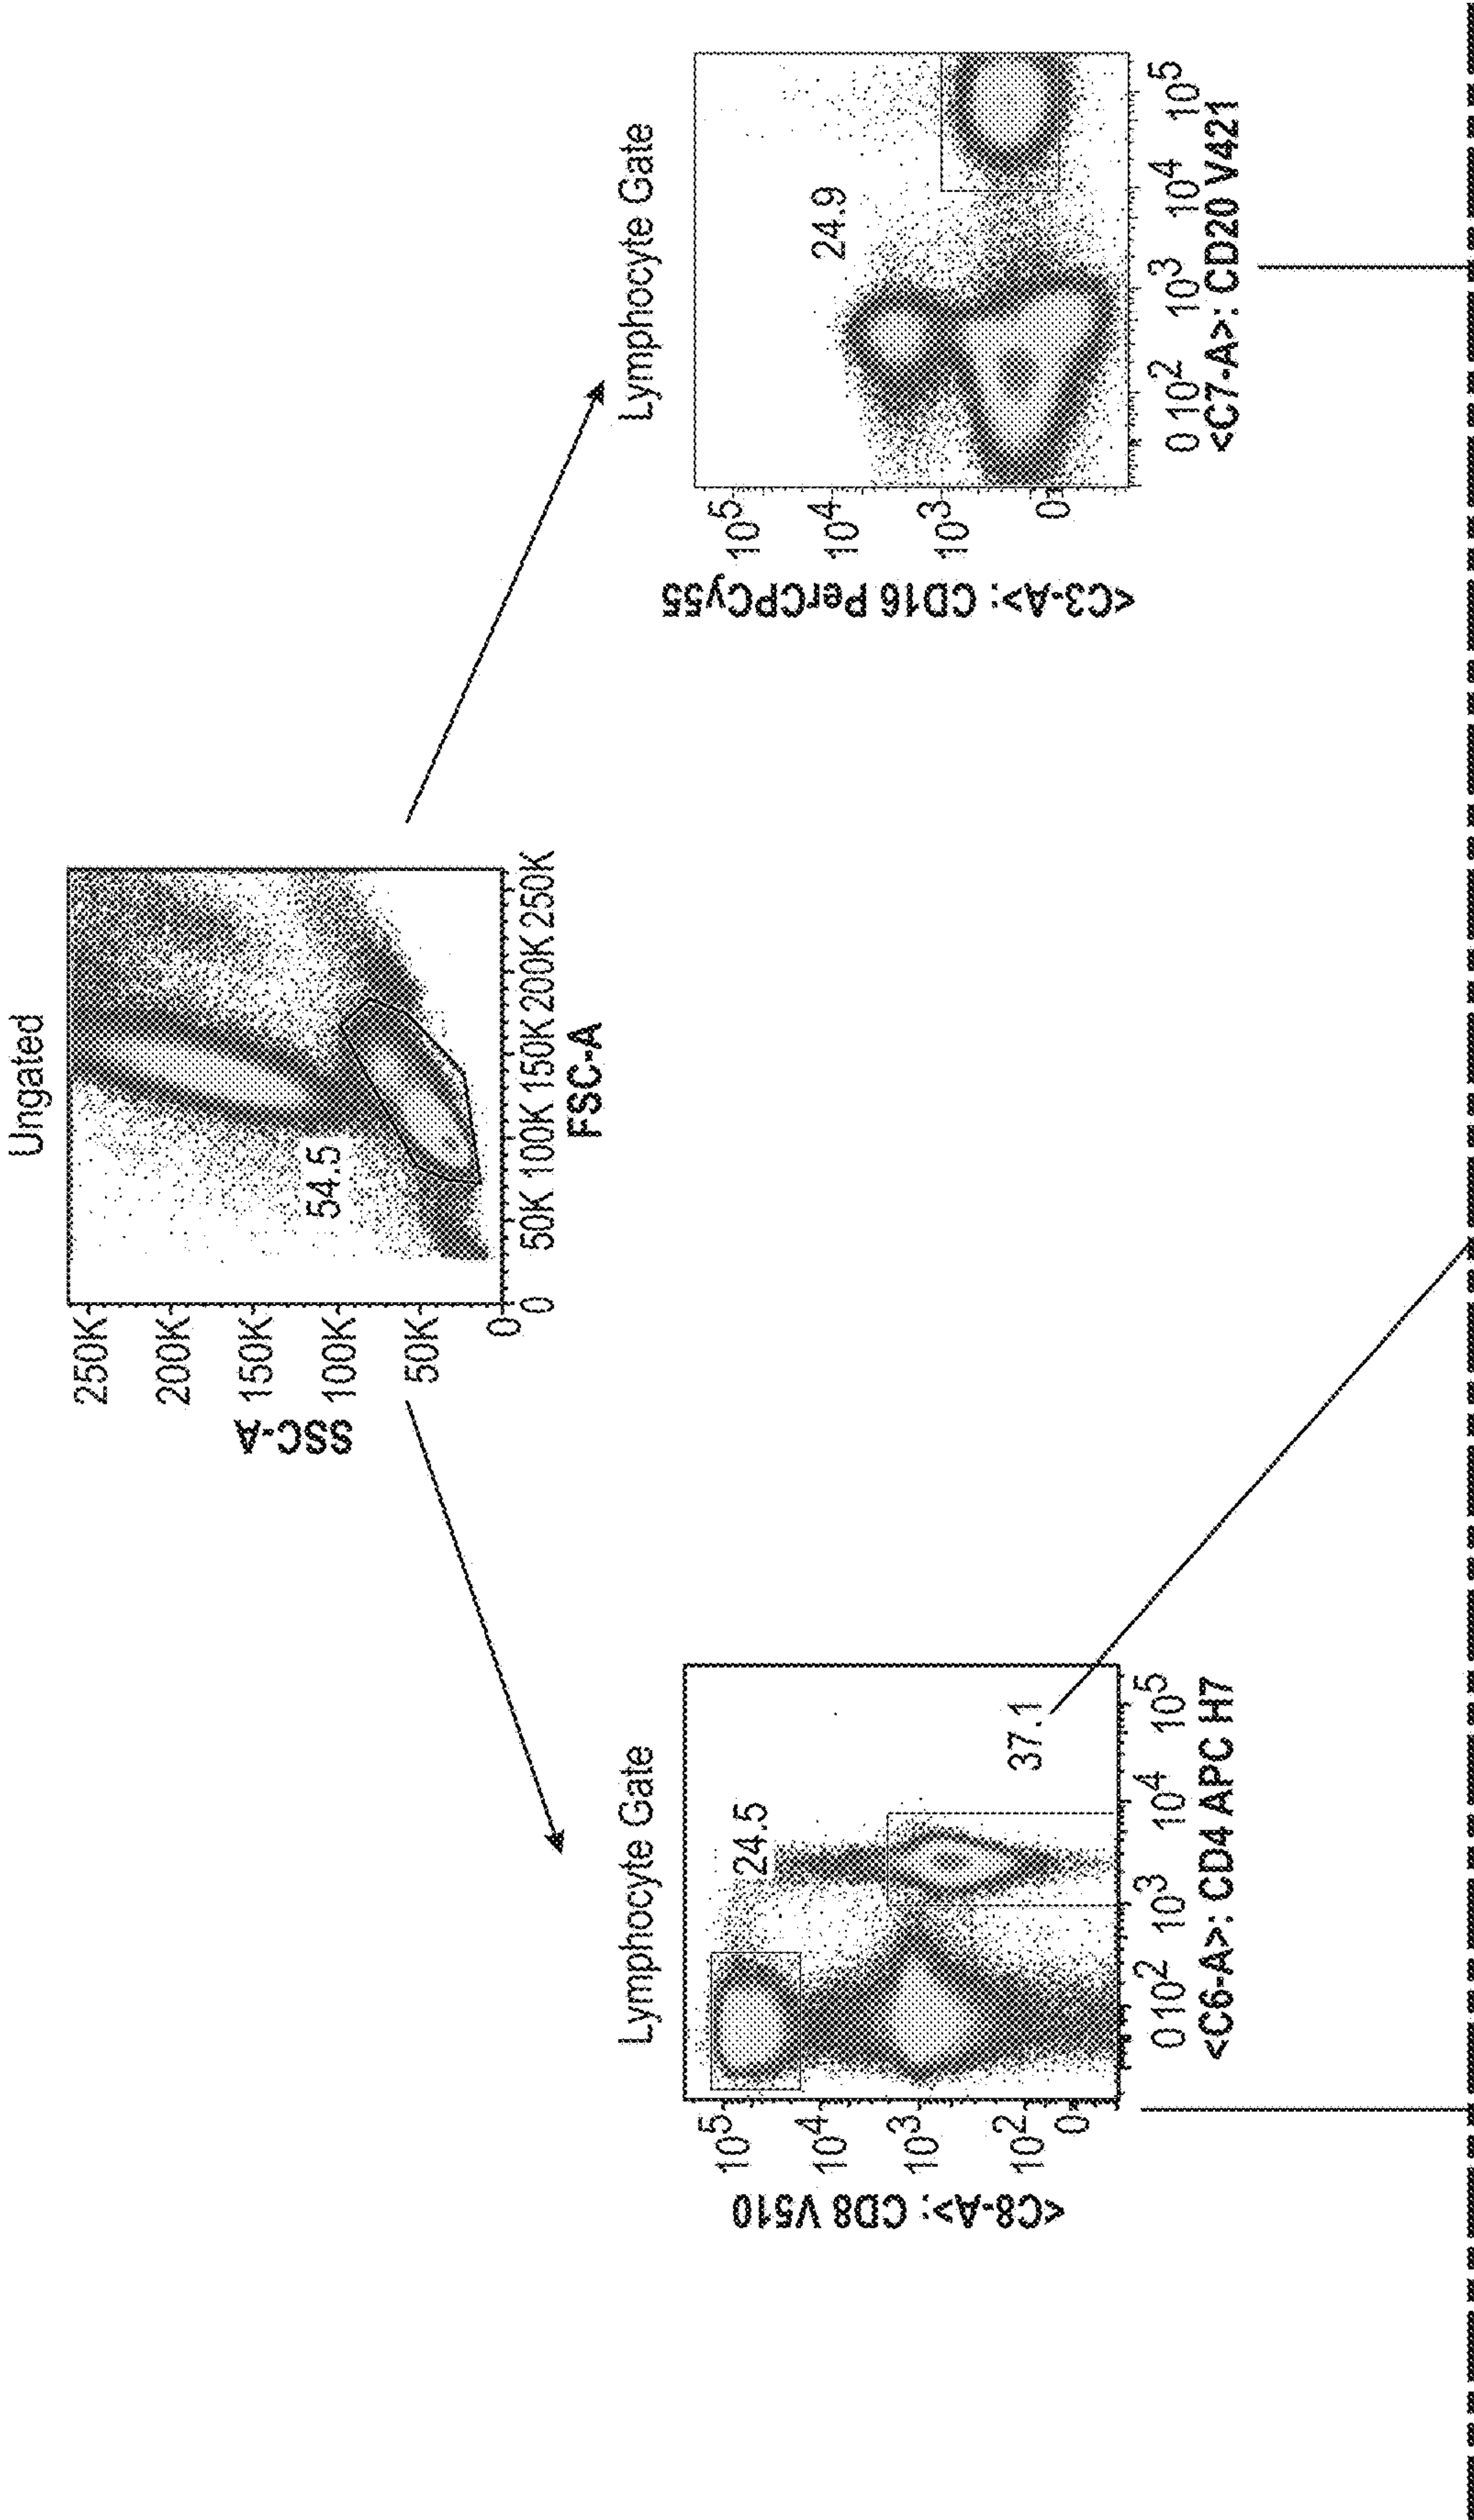 Ungated
250K
200K
150K
100K
50K
0
SSC-A
54.5
0 50K 100K 150K 200K 250K
FSC-A
Lymphocyte Gate
10^5
10^4
10^3
10^2
0
<C8-A>: CD8 V510
24.5
37.1
0 10^2 10^3 10^4 10^5
<C6-A>: CD4 APC H7
Lymphocyte Gate
10^5
10^4
10^3
0
<C3-A>: CD16 PerCPCy55
24.9
0 10^2 10^3 10^4 10^5
<C7-A>: CD20 V421